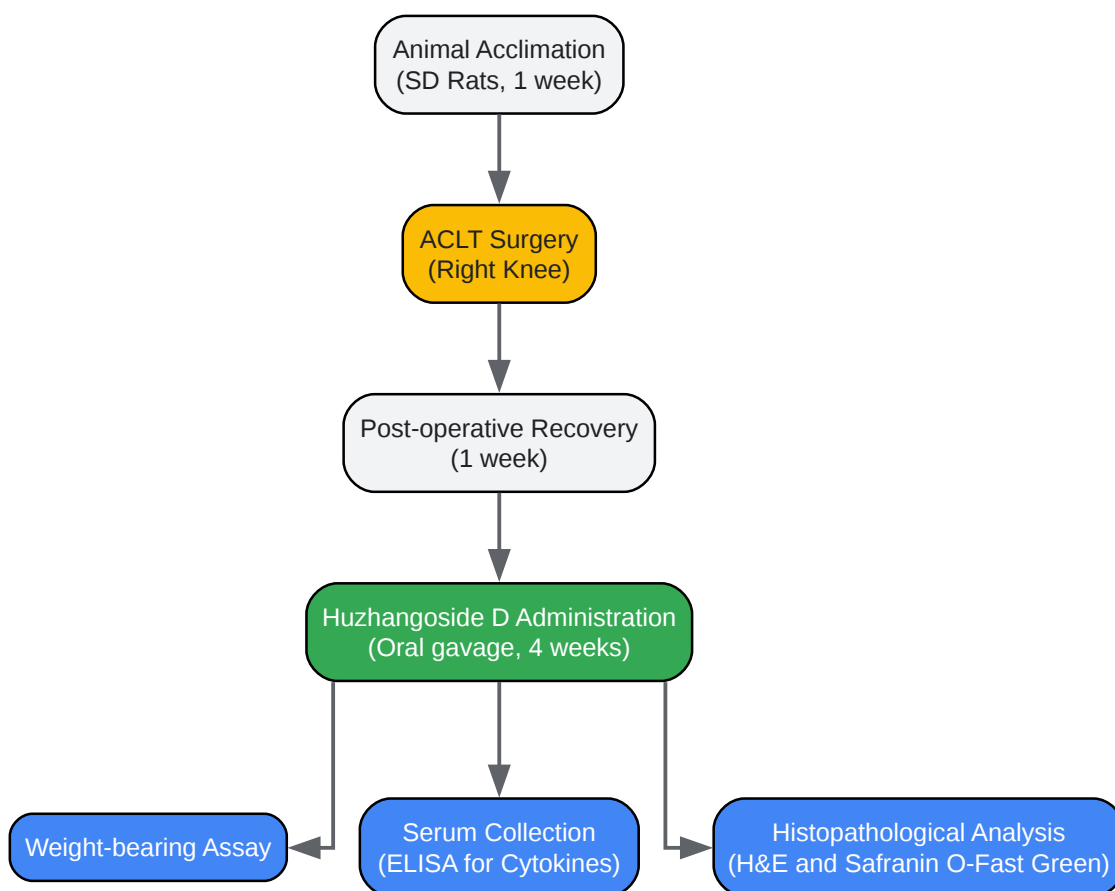 Animal Acclimation
(SD Rats, 1 week)
ACLT Surgery
(Right Knee)
Post-operative Recovery
(1 week)
Huzhangoside D Administration
(Oral gavage, 4 weeks)
Weight-bearing Assay
Serum Collection
(ELISA for Cytokines)
Histopathological Analysis
(H&E and Safranin O-Fast Green)